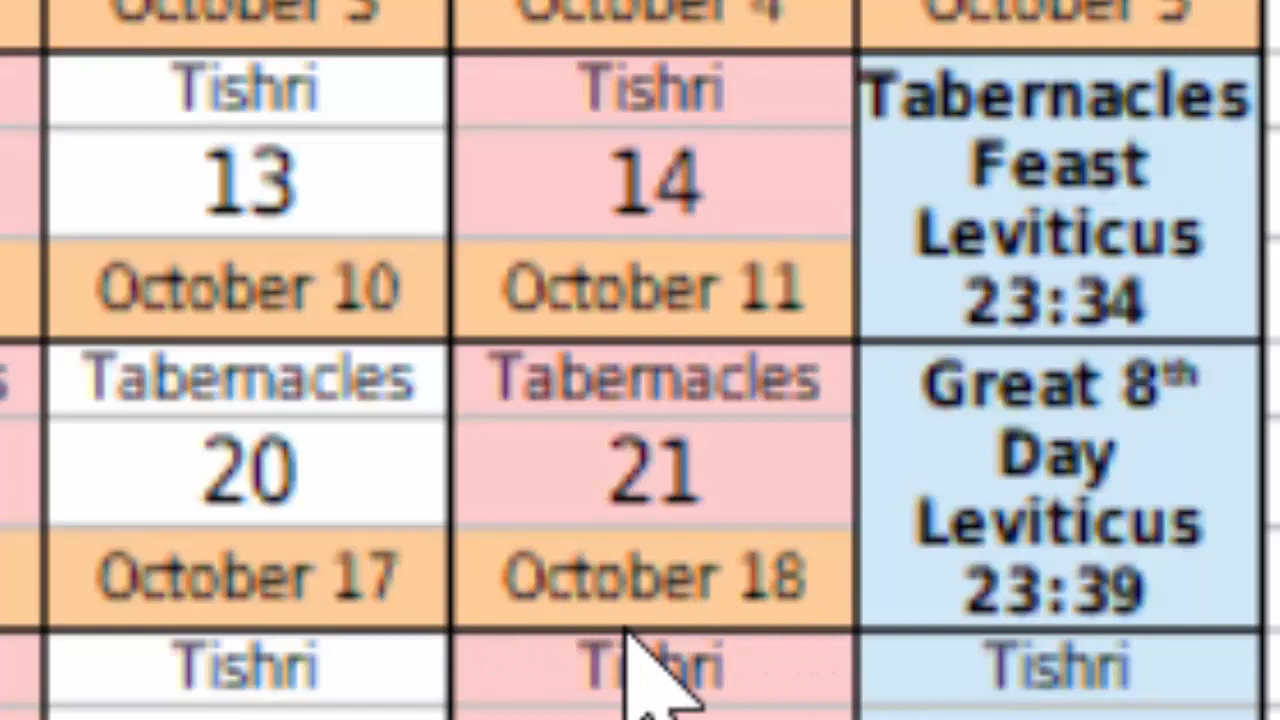 October 3
October 4
October 5
Tishri
13
October 10
Tishri
14
October 11
Tabernacles
Feast
Leviticus
23:34
Tabernacles
20
October 17
Tabernacles
21
October 18
Great 8th
Day
Leviticus
23:39
Tishri
Tishri
Tishri